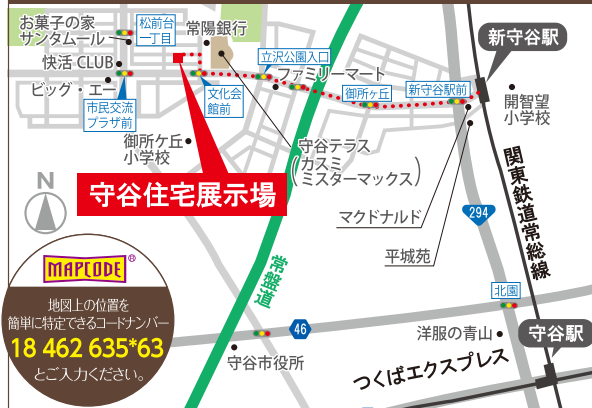 お菓子の家
サンタムール
松前台
一丁目
常陽銀行
快活 CLUB
ビッグ・エー
市民交流
プラザ前
文化会
館前
立沢公園入口
ファミリーマート
御所ヶ丘
新守谷駅前
新守谷駅
開智望
小学校
御所ケ丘
小学校
守谷テラス
(カスミ
ミスターマックス)
守谷住宅展示場
マクドナルド
平城苑
294
関東鉄道常総線
N
常磐道
MAPCODE®
地図上の位置を
簡単に特定できるコードナンバー
18 462 635*63
とご入力ください。
46
守谷市役所
北園
洋服の青山
守谷駅
つくばエクスプレス